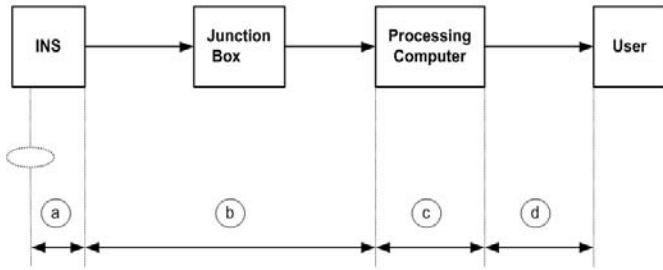 INS
Junction
Box
Processing
Computer
User
a
b
c
d